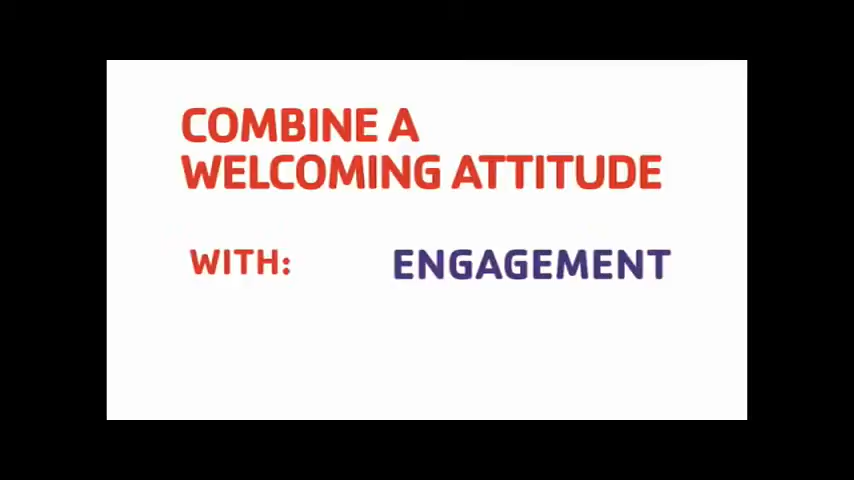 COMBINE A
WELCOMING ATTITUDE
WITH: ENGAGEMENT